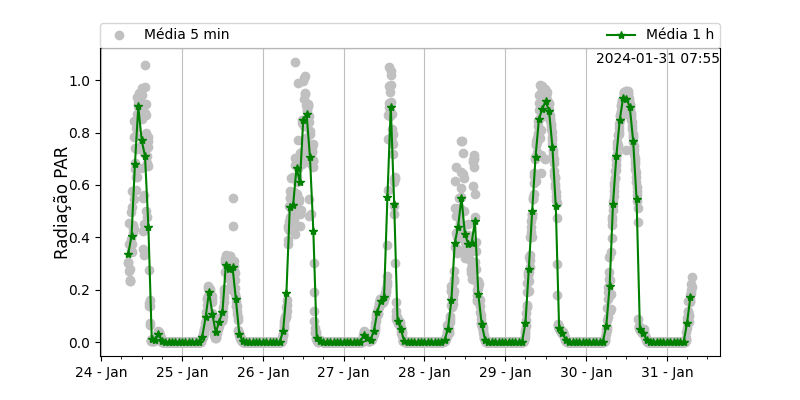 Média 5 min
Média 1 h
2024-01-31 07:55
Radiação PAR
1.0
0.8
0.6
0.4
0.2
0.0
24 - Jan
25 - Jan
26 - Jan
27 - Jan
28 - Jan
29 - Jan
30 - Jan
31 - Jan